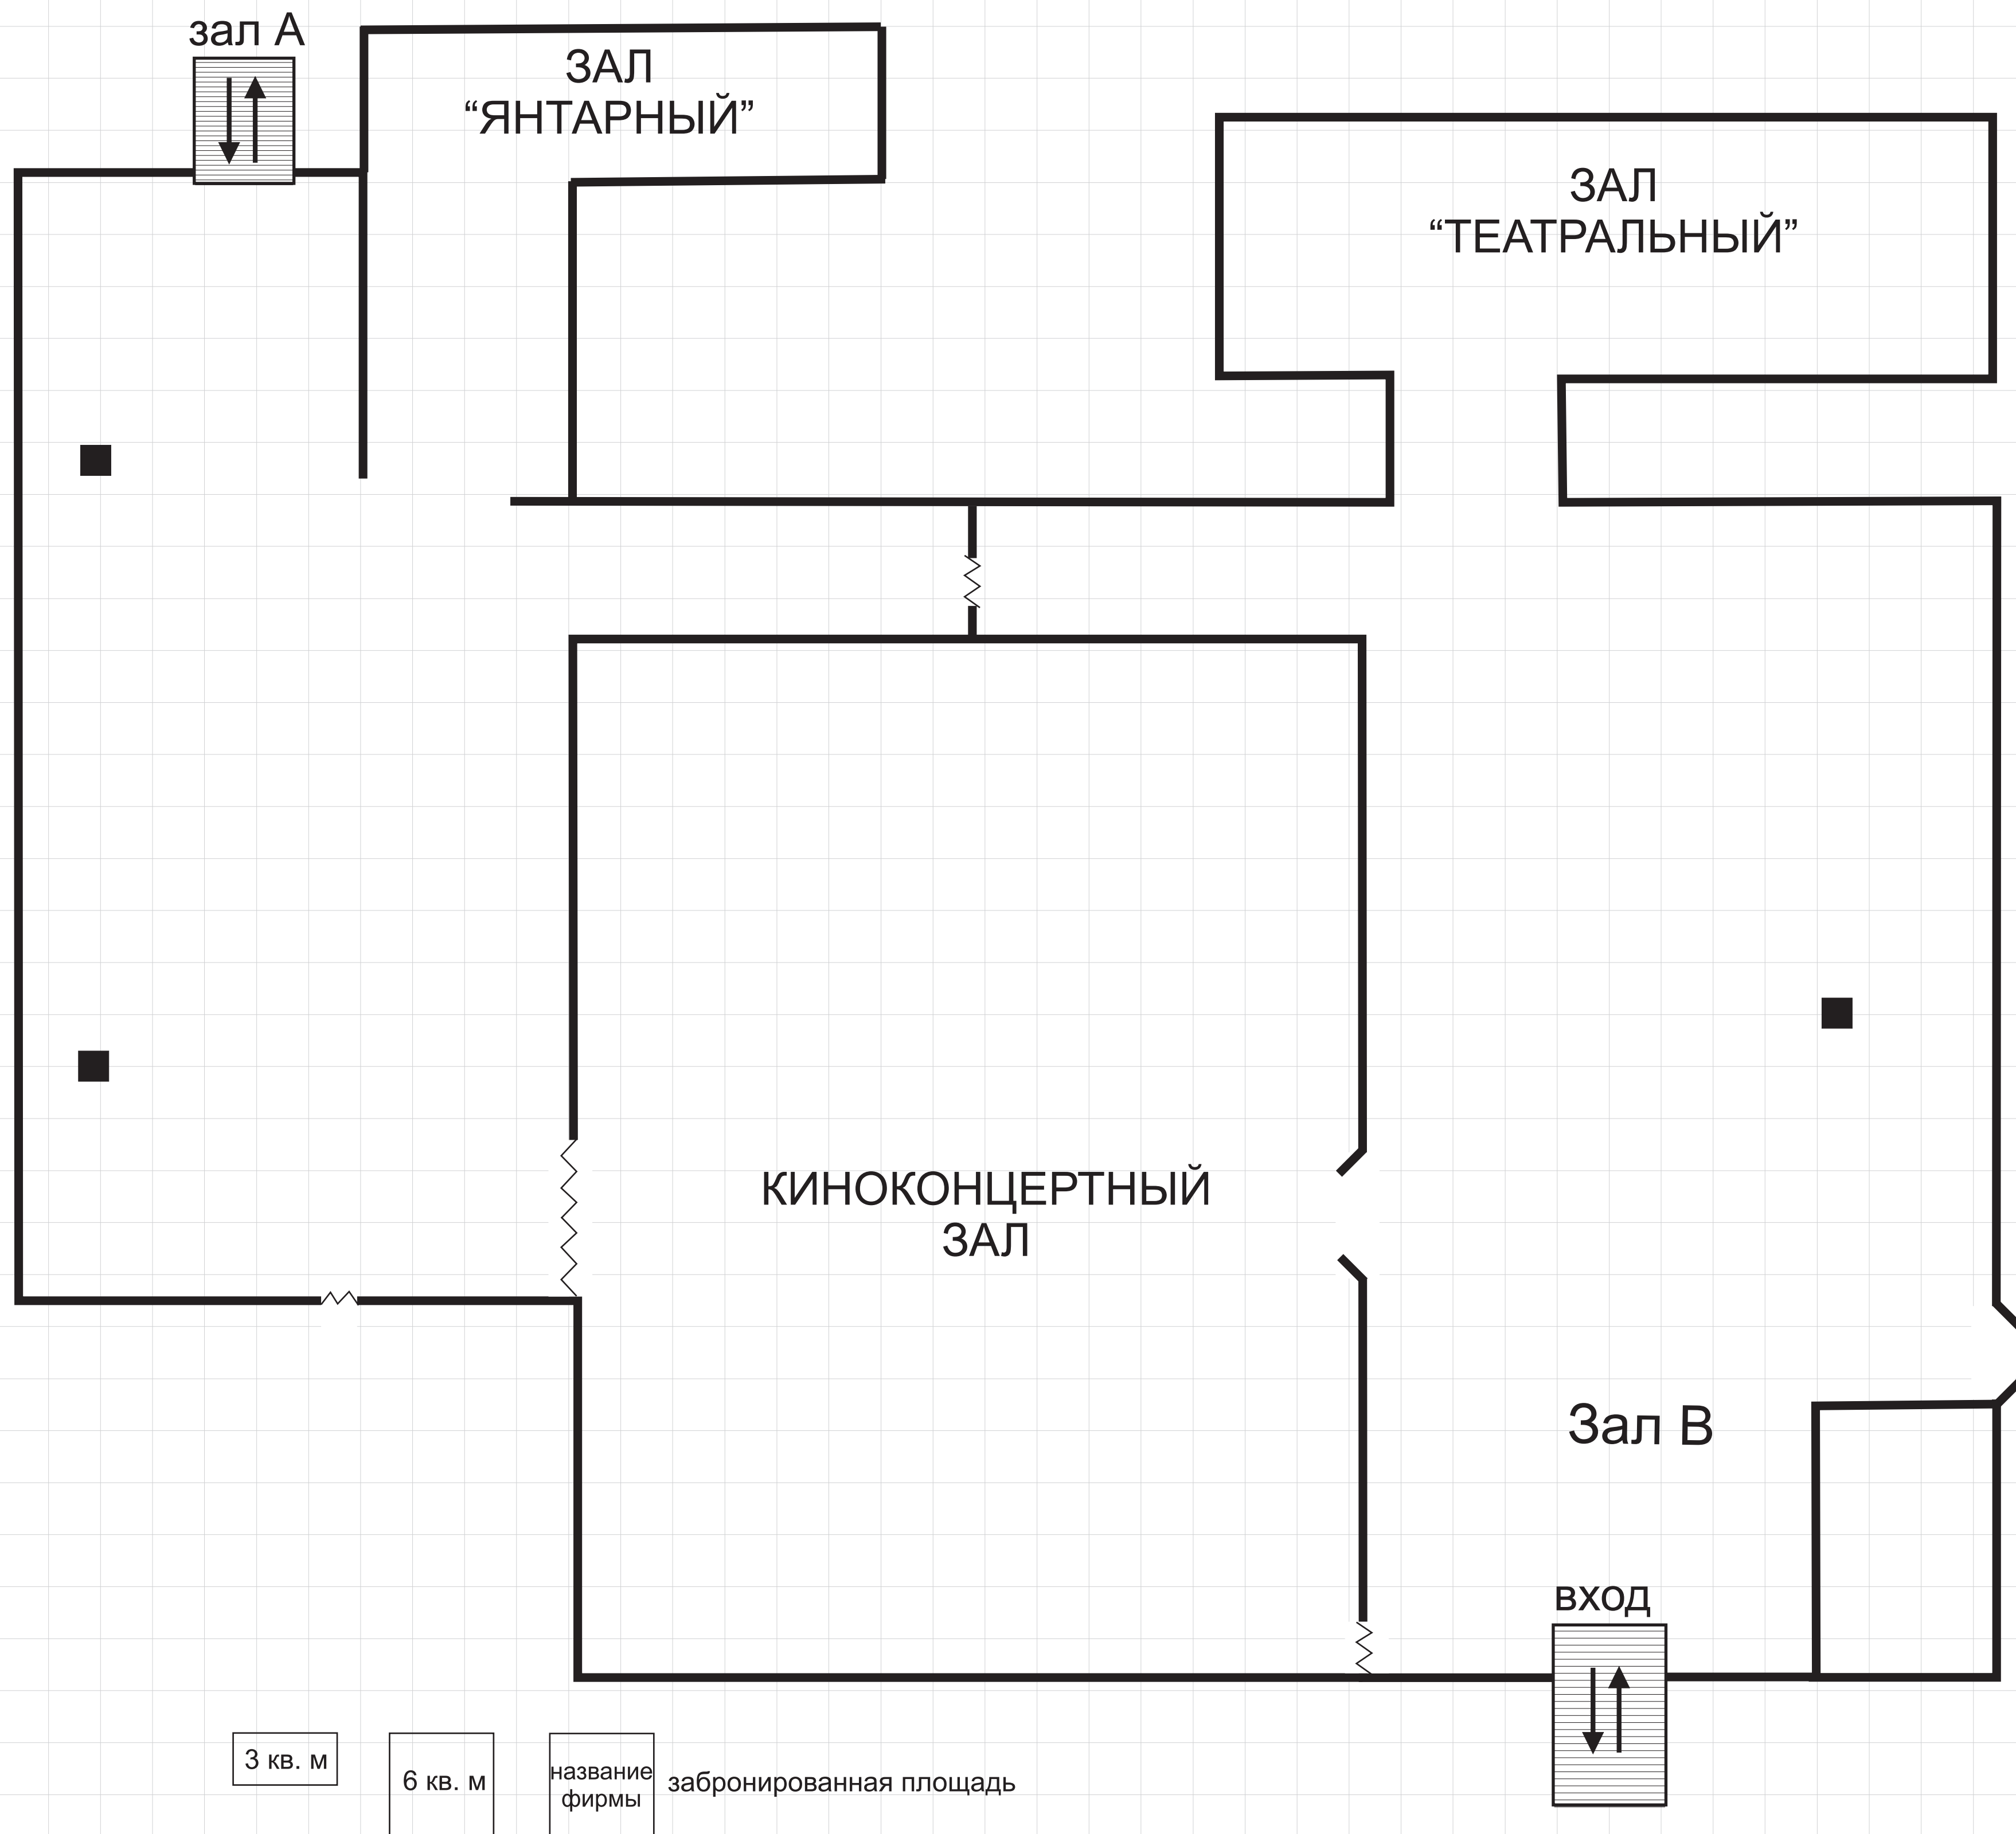 зал А
ЗАЛ
“ЯНТАРНЫЙ”
ЗАЛ
“ТЕАТРАЛЬНЫЙ”
КИНОКОНЦЕРТНЫЙ
ЗАЛ
Зал В
вход
3 кв. м
6 кв. м
название
фирмы
забронированная площадь